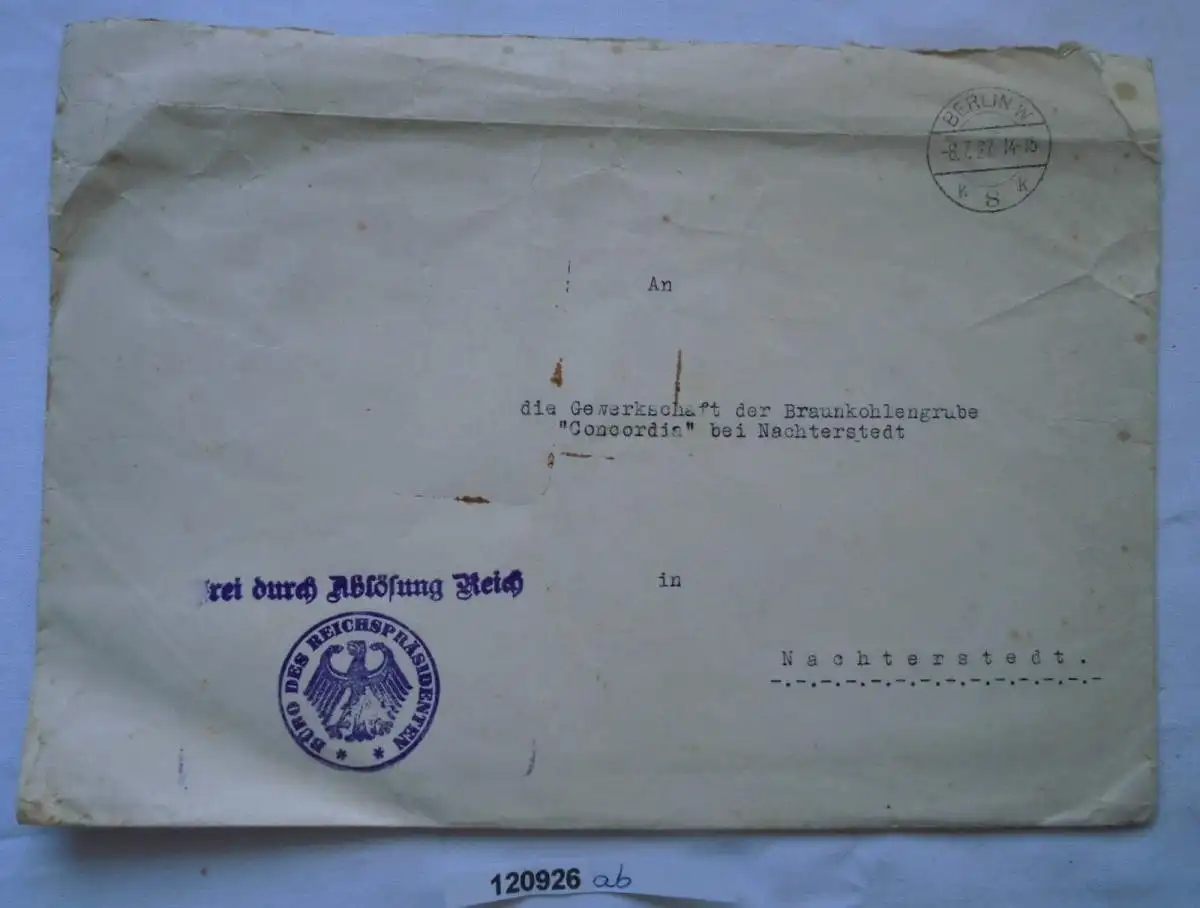 BERLIN W
-8.7.27 14-15
k 8 k
An
die Gewerkschaft der Braunkohlengrube
"Concordia" bei Nachterstedt
frei durch Ablösung Reich
in
BÜRO DES REICHSPRÄSIDENTEN
* *
Nachterstedt.
-.-.-.-.-.-.-.-.-.-.-.-.-.-
120926 ab